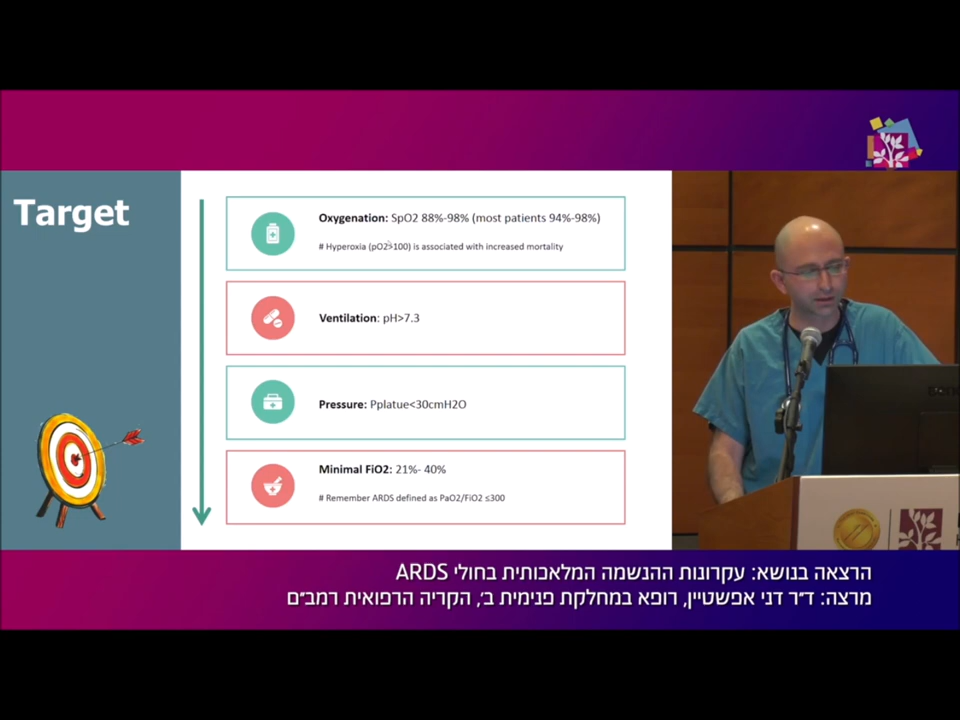 Target
Oxygenation: SpO2 88%-98% (most patients 94%-98%)
# Hyperoxia (pO2>100) is associated with increased mortality
Ventilation: pH>7.3
Pressure: Pplatue<30cmH2O
Minimal FiO2: 21%- 40%
# Remember ARDS defined as PaO2/FiO2 ≤300
הרצאה בנושא: עקרונות ההנשמה המלאכותית בחולי ARDS
מרצה: ד״ר דני אפשטיין, רופא במחלקת פנימית ב׳, הקריה הרפואית רמב״ם